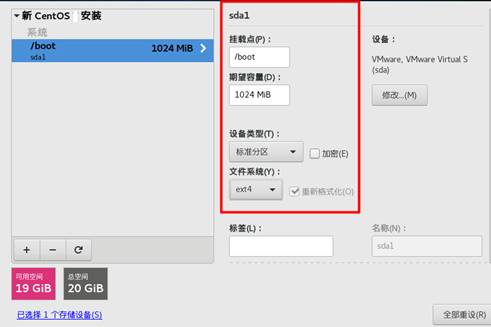 新 CentOS 安装
系统
/boot 1024 MiB
sda1
sda1
挂载点(P):
/boot
期望容量(D):
1024 MiB
设备类型(T):
标准分区
加密(E)
文件系统(Y):
ext4
重新格式化(O)
设备:
VMware, VMware Virtual S
(sda)
修改...(M)
标签(L):
名称(N):
sda1
可用空间
19 GiB
总空间
20 GiB
已选择 1 个存储设备(S)
全部重设(R)